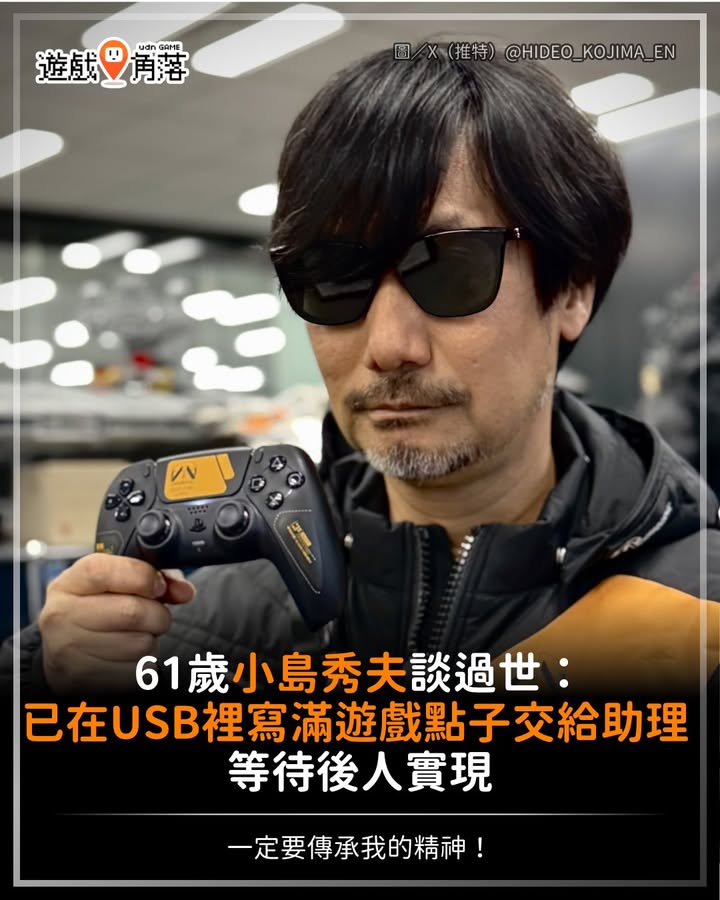 udn GAME
遊戲角落
圖／X（推特）@HIDEO_KOJIMA_EN
61歲小島秀夫談過世：
已在USB裡寫滿遊戲點子交給助理
等待後人實現
一定要傳承我的精神！